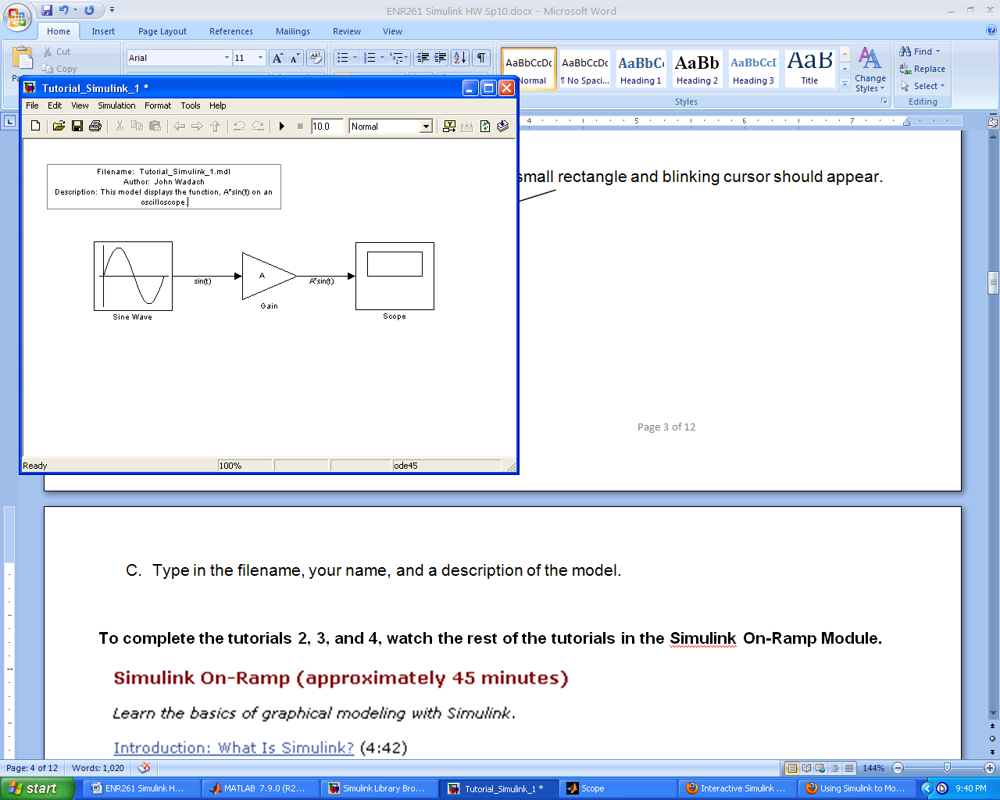 ENR261 Simulink HW Sp10.docx - Microsoft Word
Home Insert Page Layout References Mailings Review View
Cut
Copy
Arial 11
AaBbCcDc AaBbCcDc AaBbC AaBb AaBbCcI AaB
Normal ¶ No Spaci... Heading 1 Heading 2 Heading 3 Title
Change Styles
Find
Replace
Select
Styles Editing
Tutorial_Simulink_1 *
File Edit View Simulation Format Tools Help
10.0 Normal
4 5 6 7
Filename: Tutorial_Simulink_1.mdl
Author: John Wadach
Description: This model displays the function, A*sin(t) on an
oscilloscope.
small rectangle and blinking cursor should appear.
sin(t) A A*sin(t)
Sine Wave Gain Scope
Page 3 of 12
Ready 100% ode45
C. Type in the filename, your name, and a description of the model.
To complete the tutorials 2, 3, and 4, watch the rest of the tutorials in the Simulink On-Ramp Module.
Simulink On-Ramp (approximately 45 minutes)
Learn the basics of graphical modeling with Simulink.
Introduction: What Is Simulink? (4:42)
Page: 4 of 12 Words: 1,020 144%
start ENR261 Simulink H... MATLAB 7.9.0 (R2... Simulink Library Bro... Tutorial_Simulink_1 * Scope Interactive Simulink ... Using Simulink to Mo... 9:40 PM